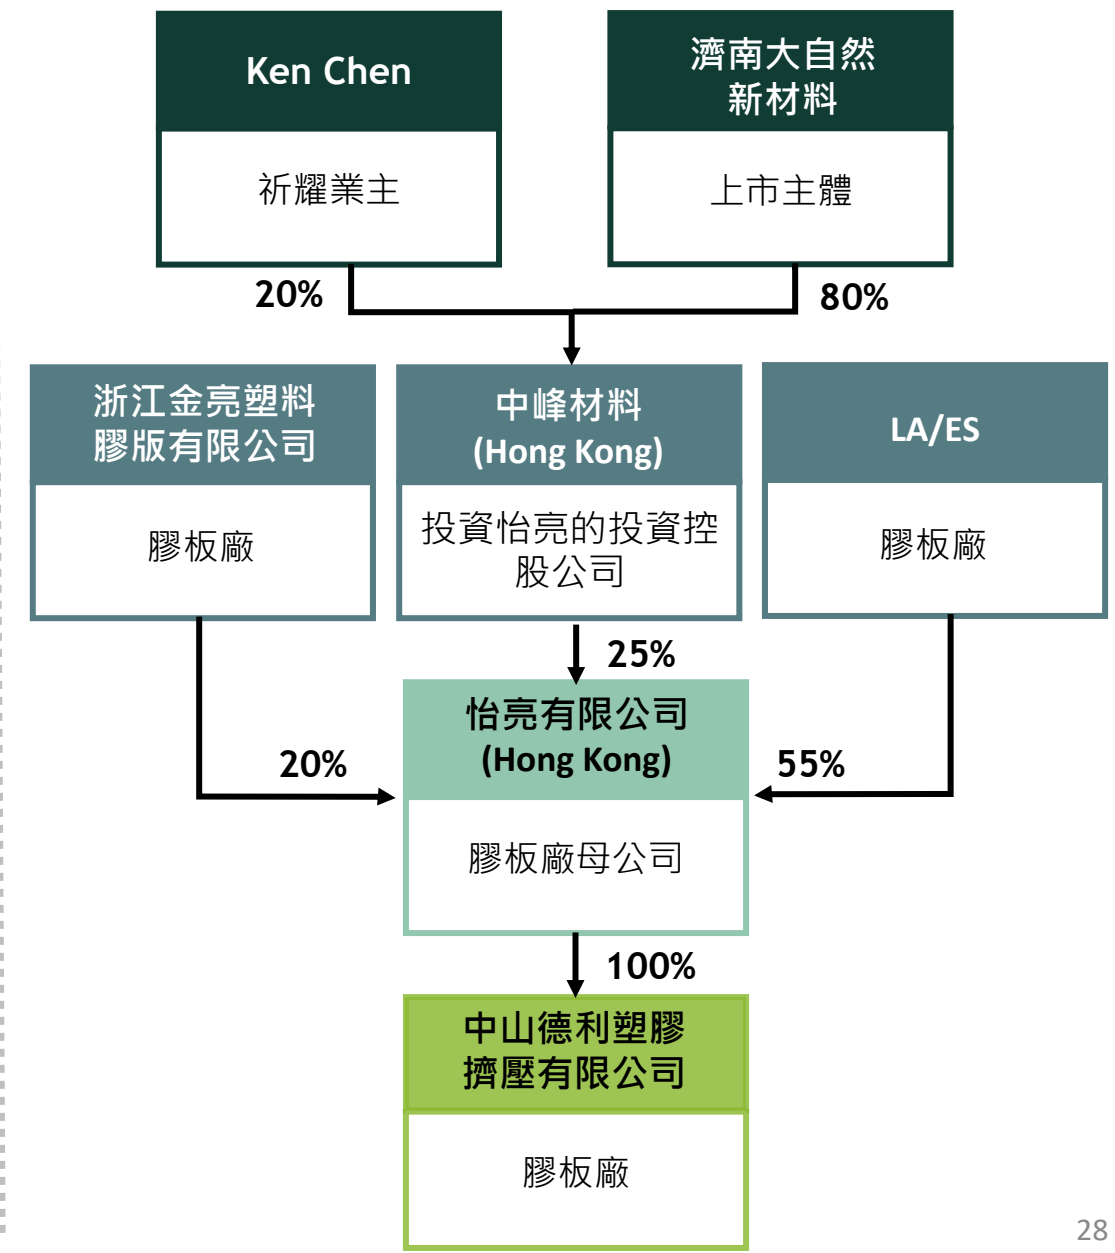 Ken Chen
祈耀業主
濟南大自然
新材料
上市主體
20%
80%
浙江金亮塑料
膠版有限公司
膠板廠
中峰材料
(Hong Kong)
投資怡亮的投資控
股公司
LA/ES
膠板廠
25%
20%
55%
怡亮有限公司
(Hong Kong)
膠板廠母公司
100%
中山德利塑膠
擠壓有限公司
膠板廠
28